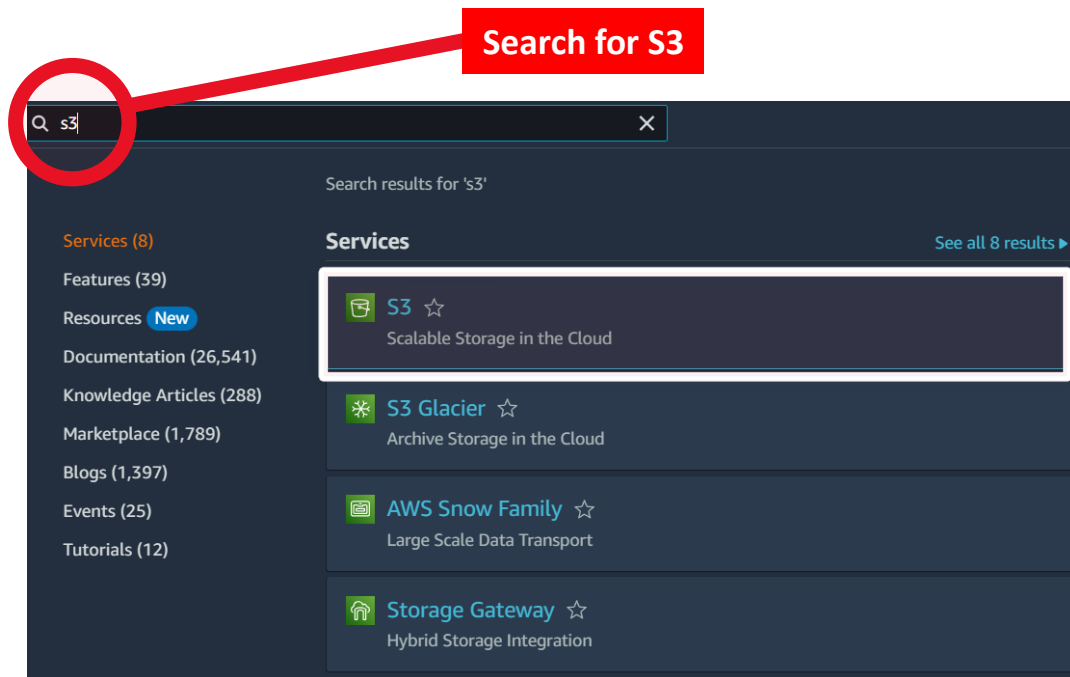 Search for S3
s3
Search results for 's3'
Services (8)
Features (39)
Resources New
Documentation (26,541)
Knowledge Articles (288)
Marketplace (1,789)
Blogs (1,397)
Events (25)
Tutorials (12)
Services
See all 8 results
S3
Scalable Storage in the Cloud
S3 Glacier
Archive Storage in the Cloud
AWS Snow Family
Large Scale Data Transport
Storage Gateway
Hybrid Storage Integration